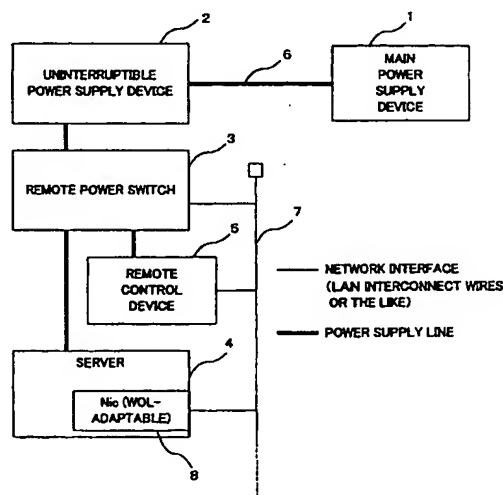 2
1
UNINTERRUPTIBLE
POWER SUPPLY DEVICE
6
MAIN
POWER
SUPPLY
DEVICE
3
REMOTE POWER SWITCH
7
5
REMOTE
CONTROL
DEVICE
NETWORK INTERFACE
(LAN INTERCONNECT WIRES
OR THE LIKE)
POWER SUPPLY LINE
4
SERVER
Nic (WOL-
ADAPTABLE)
8